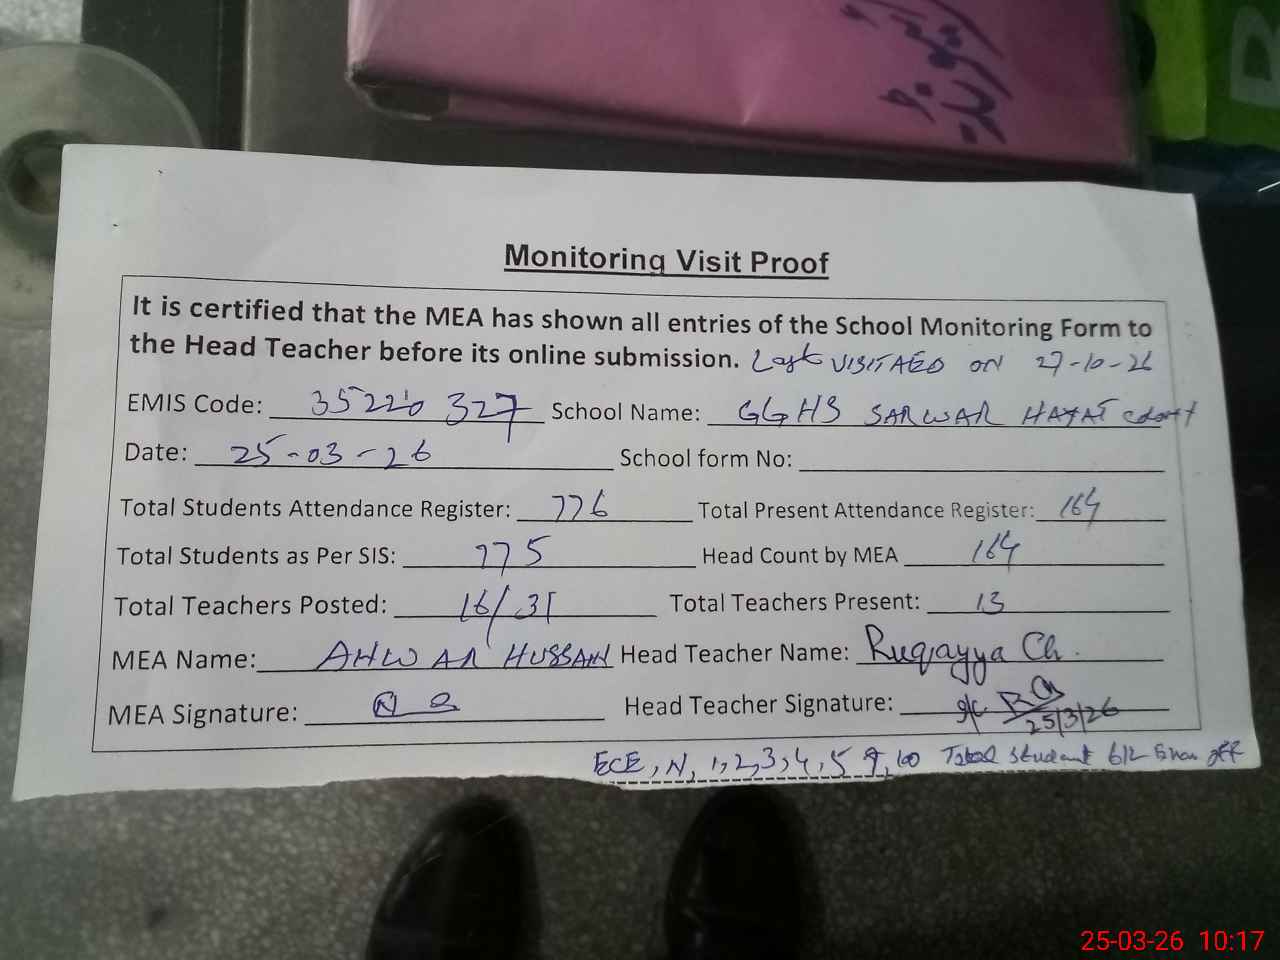 Monitoring Visit Proof
It is certified that the MEA has shown all entries of the School Monitoring Form to
the Head Teacher before its online submission. Last VISITAED ON 27-10-26
EMIS Code: 35220 327 School Name: GGHS SARWAR HAYAT
Date: 25-03-26 School form No:
Total Students Attendance Register: 776 Total Present Attendance Register: 164
Total Students as Per SIS: 775 Head Count by MEA 164
Total Teachers Posted: 16/31 Total Teachers Present: 13
MEA Name: AHWAR HUSSAIN Head Teacher Name: Ruqayya Ch.
MEA Signature: Head Teacher Signature:
25/3/26
ECE, N, 1, 2, 3, 4, 5 9, 10 Total Student 612 off
25-03-26 10:17